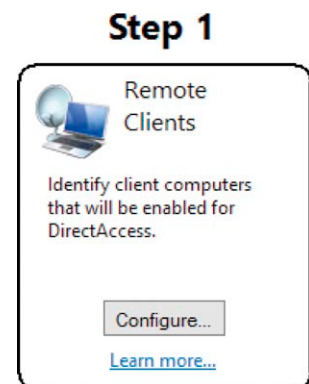 Step 1
Remote
Clients
Identify client computers
that will be enabled for
DirectAccess.
Configure...
Learn more...